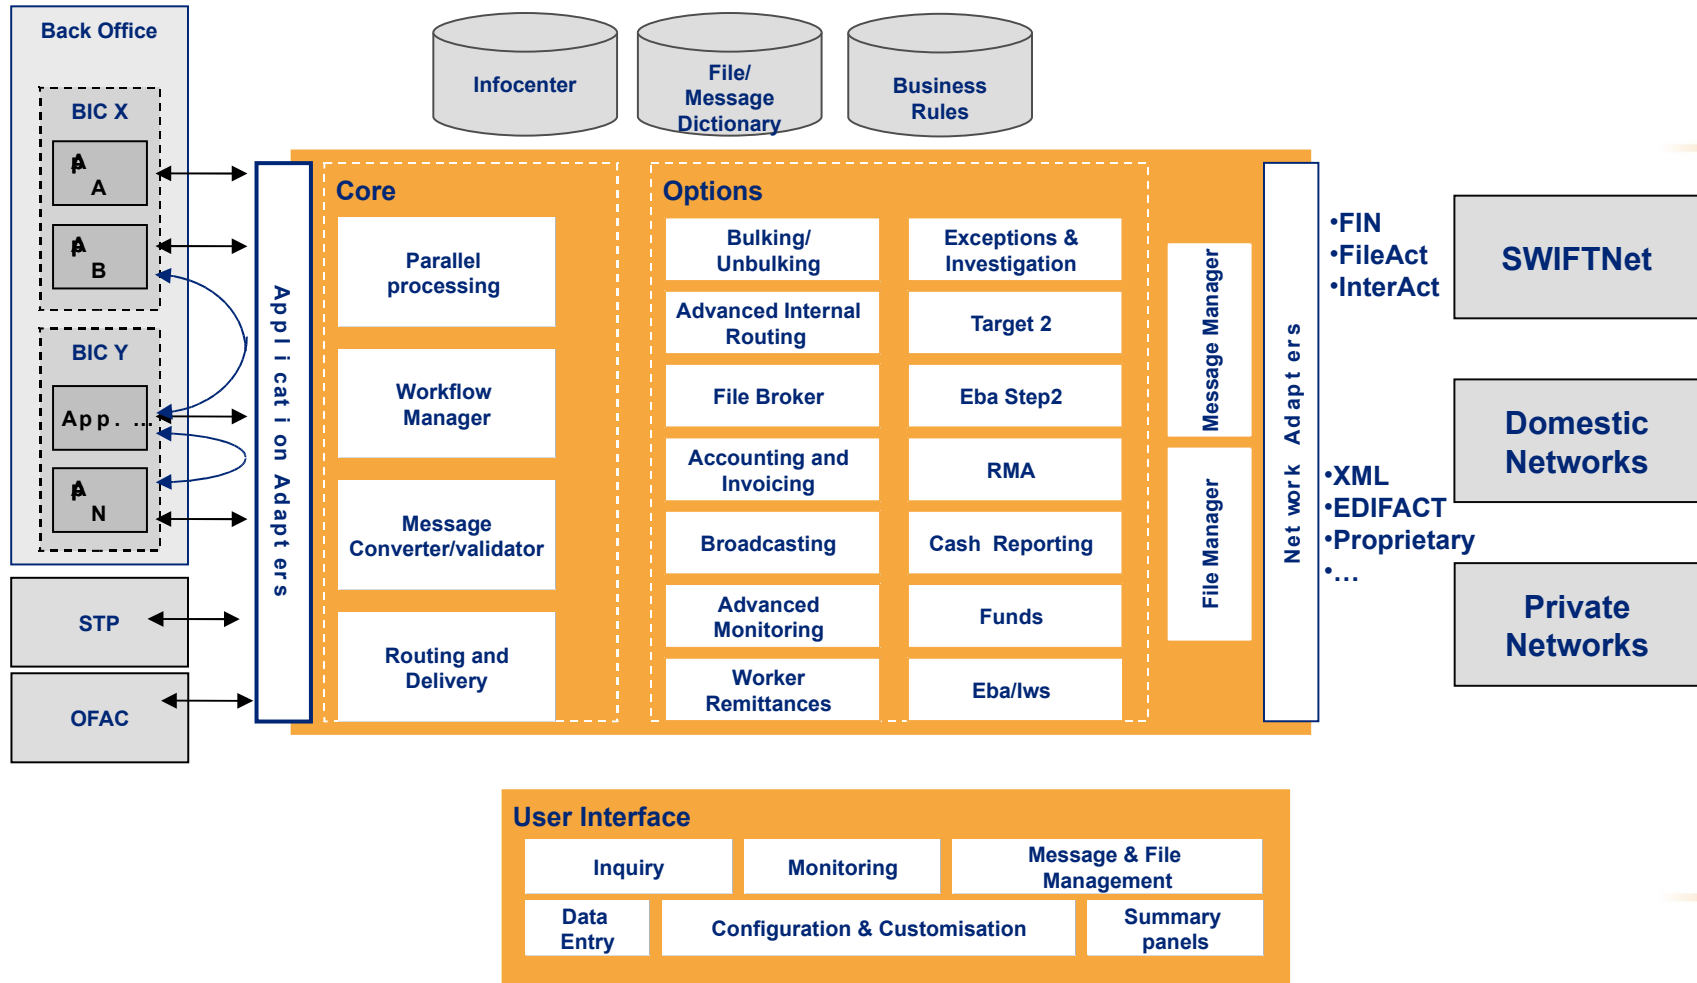 Back Office
BIC X
App
A
App
B
BIC Y
App. ...
App
N
STP
OFAC
Infocenter
File/
Message
Dictionary
Business
Rules
Application Adapters
Core
Parallel
processing
Workflow
Manager
Message
Converter/validator
Routing and
Delivery
Options
Bulking/
Unbulking
Exceptions &
Investigation
Advanced Internal
Routing
Target 2
File Broker
Eba Step2
Accounting and
Invoicing
RMA
Broadcasting
Cash Reporting
Advanced
Monitoring
Funds
Worker
Remittances
Eba/Iws
Message Manager
File Manager
Network Adapters
•FIN
•FileAct
•InterAct
•XML
•EDIFACT
•Proprietary
•...
SWIFTNet
Domestic
Networks
Private
Networks
User Interface
Inquiry
Monitoring
Message & File
Management
Data
Entry
Configuration & Customisation
Summary
panels